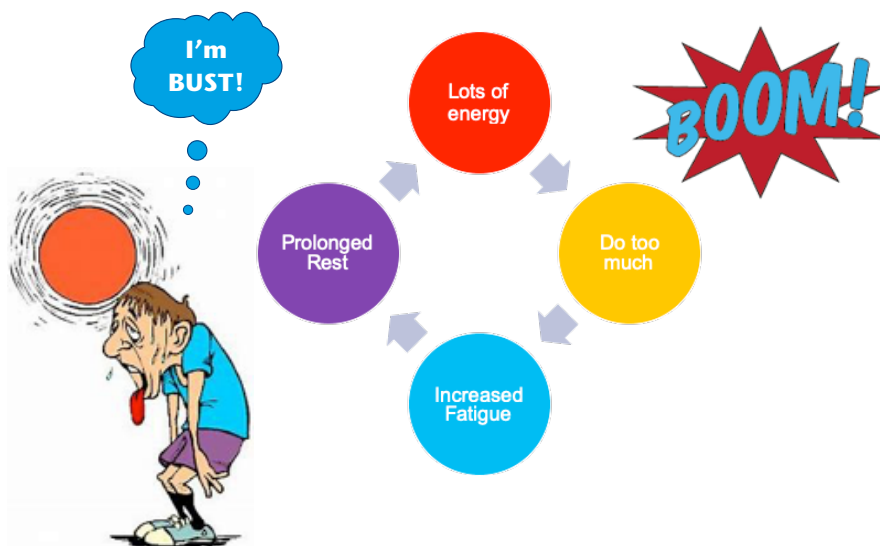 I'm
BUST!
Lots of
energy
BOOM!
Prolonged
Rest
Do too
much
Increased
Fatigue